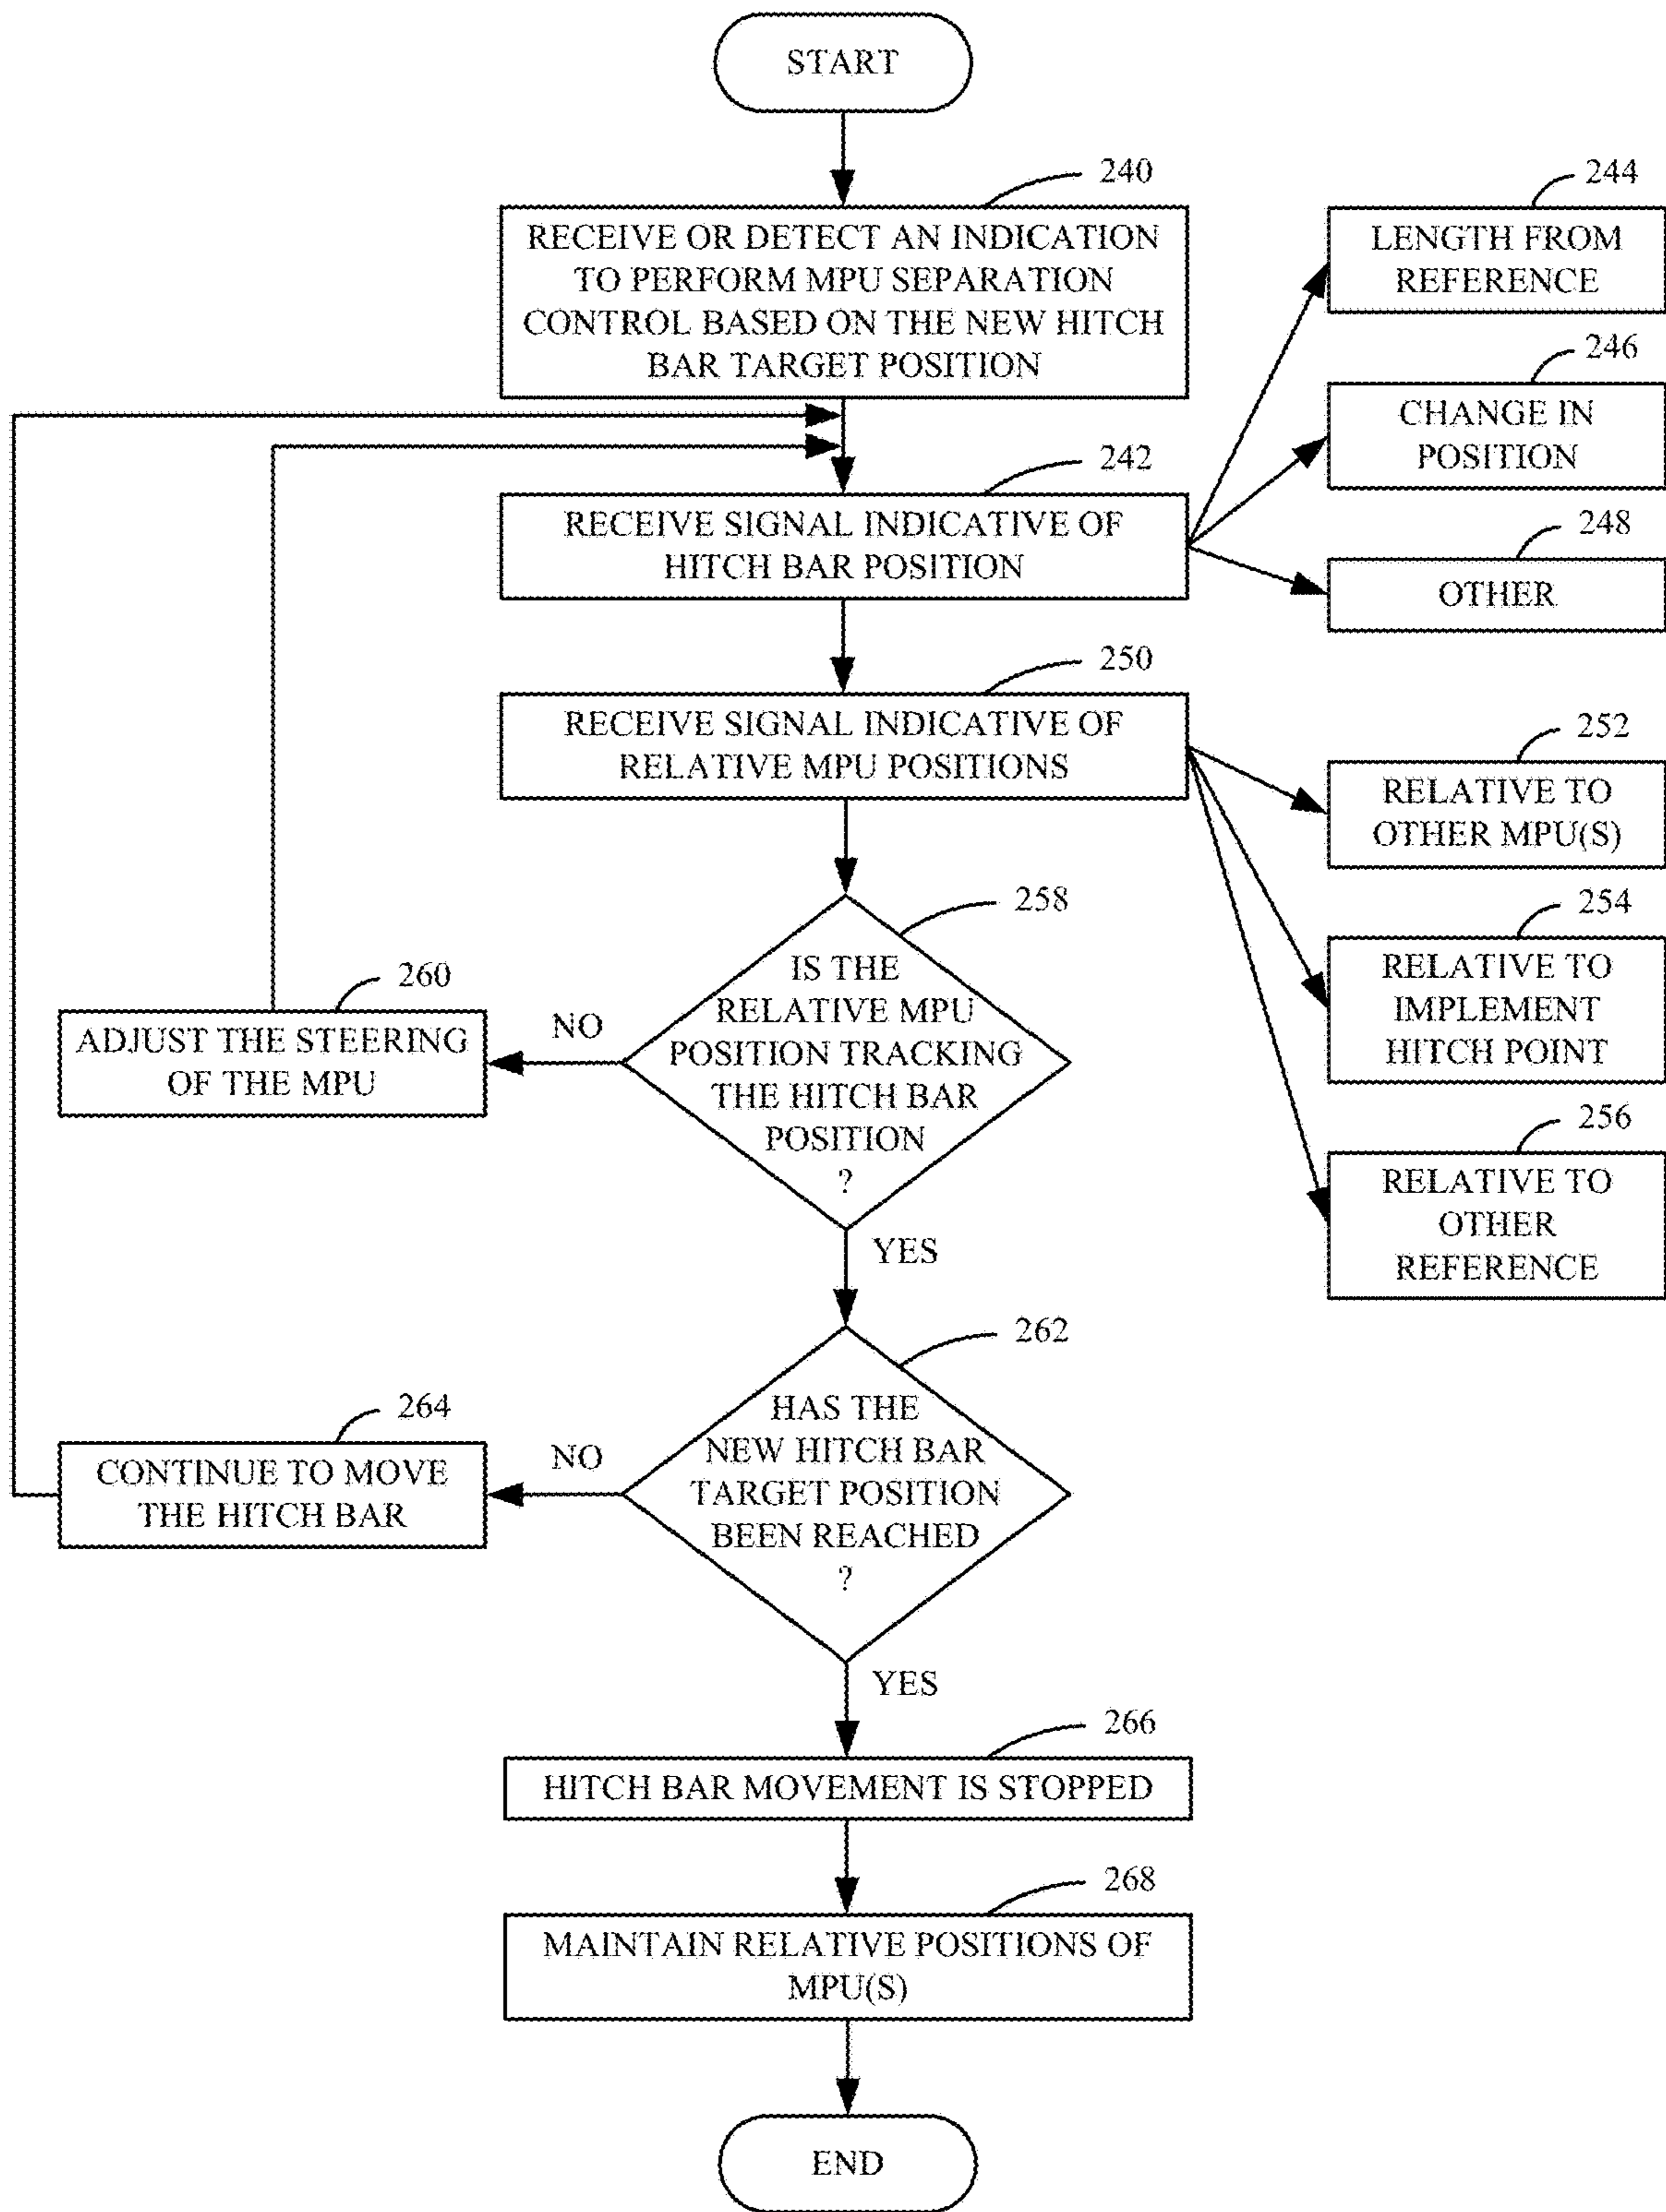 START
240
RECEIVE OR DETECT AN INDICATION
TO PERFORM MPU SEPARATION
CONTROL BASED ON THE NEW HITCH
BAR TARGET POSITION
244
LENGTH FROM
REFERENCE
246
CHANGE IN
POSITION
242
RECEIVE SIGNAL INDICATIVE OF
HITCH BAR POSITION
248
OTHER
250
RECEIVE SIGNAL INDICATIVE OF
RELATIVE MPU POSITIONS
252
RELATIVE TO
OTHER MPU(S)
254
RELATIVE TO
IMPLEMENT
HITCH POINT
256
RELATIVE TO
OTHER
REFERENCE
258
IS THE
RELATIVE MPU
POSITION TRACKING
THE HITCH BAR
POSITION
?
NO
260
ADJUST THE STEERING
OF THE MPU
YES
262
HAS THE
NEW HITCH BAR
TARGET POSITION
BEEN REACHED
?
NO
264
CONTINUE TO MOVE
THE HITCH BAR
YES
266
HITCH BAR MOVEMENT IS STOPPED
268
MAINTAIN RELATIVE POSITIONS OF
MPU(S)
END